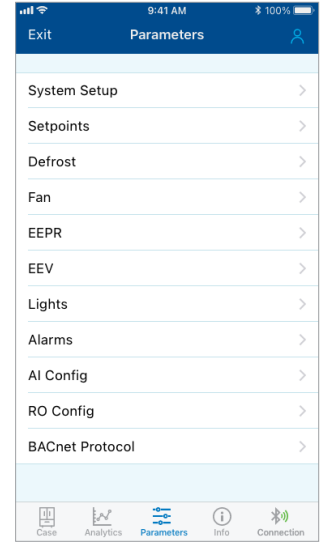 9:41 AM 100%
Exit Parameters
System Setup
Setpoints
Defrost
Fan
EEPR
EEV
Lights
Alarms
AI Config
RO Config
BACnet Protocol
Case Analytics Parameters Info Connection